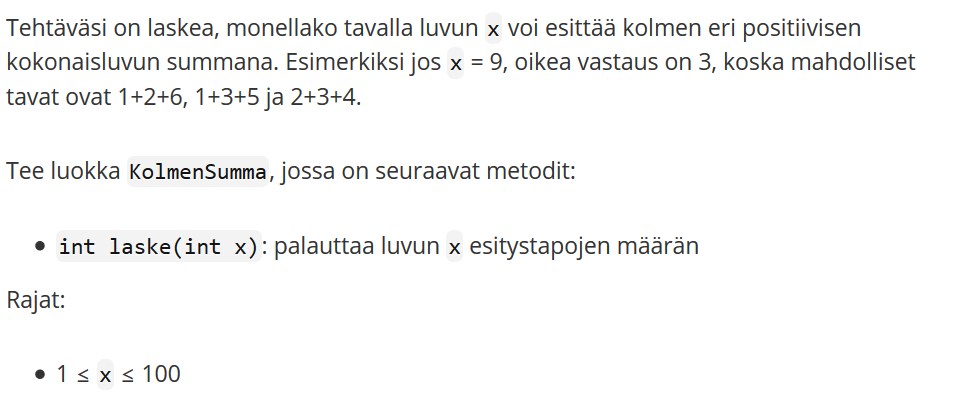 Tehtäväsi on laskea, monellako tavalla luvun x voi esittää kolmen eri positiivisen
kokonaisluvun summana. Esimerkiksi jos x = 9, oikea vastaus on 3, koska mahdolliset
tavat ovat 1+2+6, 1+3+5 ja 2+3+4.
Tee luokka KolmenSumma, jossa on seuraavat metodit:
• int laske(int x): palauttaa luvun x esitystapojen määrän
Rajat:
• 1 ≤ x ≤ 100